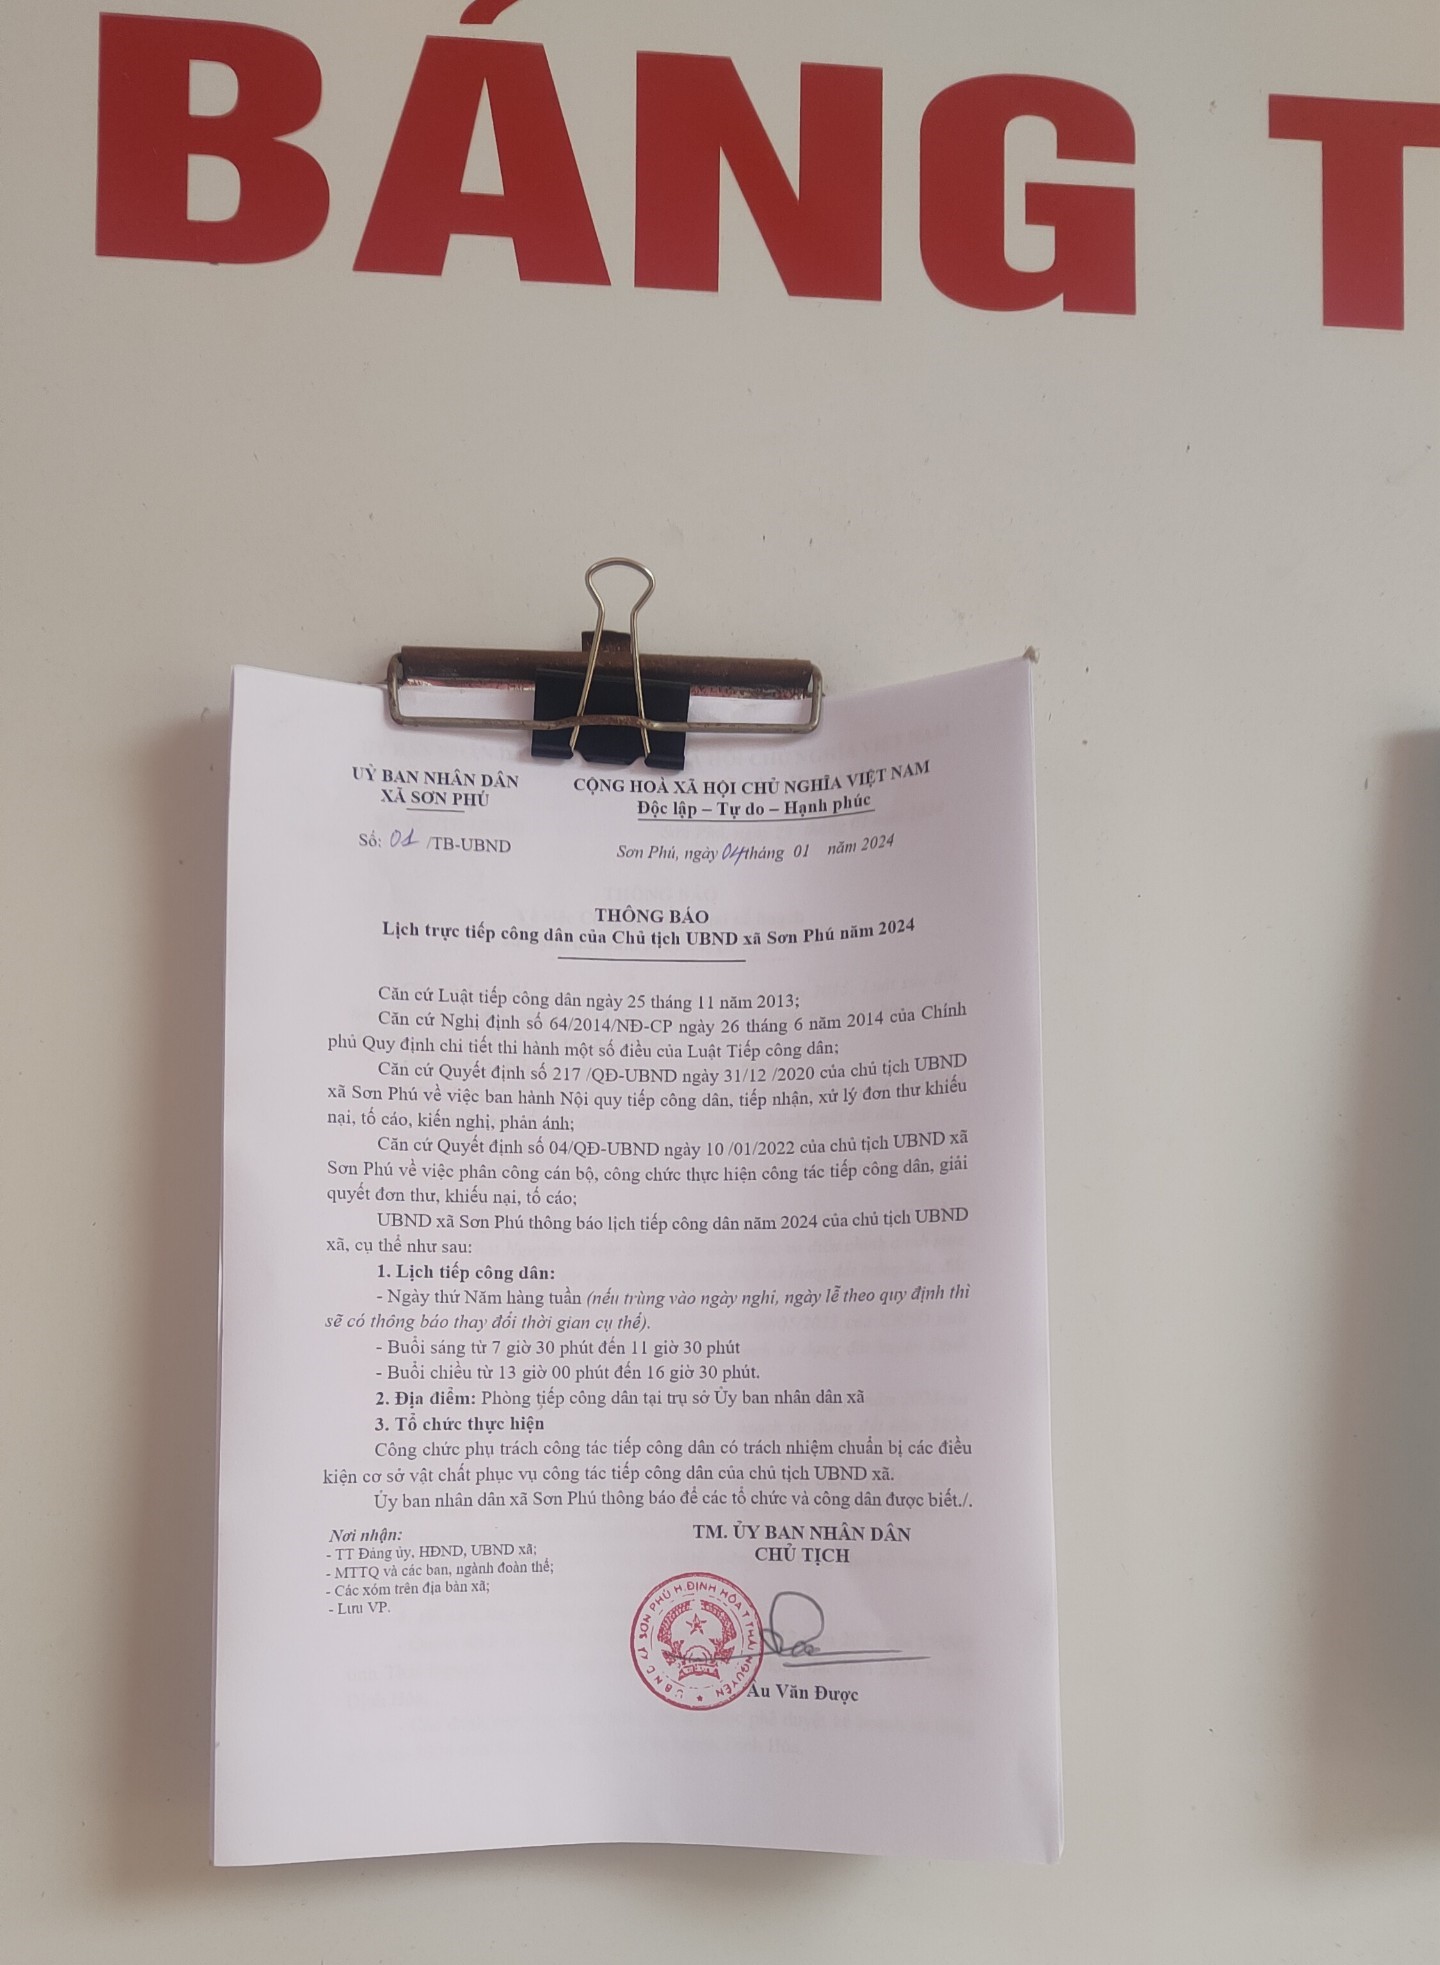 BẢNG T
UỶ BAN NHÂN DÂN
XÃ SƠN PHÚ
Số: 01 /TB-UBND
CỘNG HOÀ XÃ HỘI CHỦ NGHĨA VIỆT NAM
Độc lập – Tự do – Hạnh phúc
Sơn Phú, ngày 04 tháng 01 năm 2024
THÔNG BÁO
Lịch trực tiếp công dân của Chủ tịch UBND xã Sơn Phú năm 2024
Căn cứ Luật tiếp công dân ngày 25 tháng 11 năm 2013;
Căn cứ Nghị định số 64/2014/NĐ-CP ngày 26 tháng 6 năm 2014 của Chính
phủ Quy định chi tiết thi hành một số điều của Luật Tiếp công dân;
Căn cứ Quyết định số 217 /QĐ-UBND ngày 31/12 /2020 của chủ tịch UBND
xã Sơn Phú về việc ban hành Nội quy tiếp công dân, tiếp nhận, xử lý đơn thư khiếu
nại, tố cáo, kiến nghị, phản ánh;
Căn cứ Quyết định số 04/QĐ-UBND ngày 10 /01/2022 của chủ tịch UBND xã
Sơn Phú về việc phân công cán bộ, công chức thực hiện công tác tiếp công dân, giải
quyết đơn thư, khiếu nại, tố cáo;
UBND xã Sơn Phú thông báo lịch tiếp công dân năm 2024 của chủ tịch UBND
xã, cụ thể như sau:
1. Lịch tiếp công dân:
- Ngày thứ Năm hàng tuần (nếu trùng vào ngày nghỉ, ngày lễ theo quy định thì
sẽ có thông báo thay đổi thời gian cụ thể).
- Buổi sáng từ 7 giờ 30 phút đến 11 giờ 30 phút
- Buổi chiều từ 13 giờ 00 phút đến 16 giờ 30 phút.
2. Địa điểm: Phòng tiếp công dân tại trụ sở Ủy ban nhân dân xã
3. Tổ chức thực hiện
Công chức phụ trách công tác tiếp công dân có trách nhiệm chuẩn bị các điều
kiện cơ sở vật chất phục vụ công tác tiếp công dân của chủ tịch UBND xã.
Ủy ban nhân dân xã Sơn Phú thông báo để các tổ chức và công dân được biết./.
Nơi nhận:
- TT Đảng ủy, HĐND, UBND xã;
- MTTQ và các ban, ngành đoàn thể;
- Các xóm trên địa bàn xã;
- Lưu VP.
TM. ỦY BAN NHÂN DÂN
CHỦ TỊCH
U.B.N.D XÃ SƠN PHÚ H.ĐỊNH HÓA T.THÁI NGUYÊN
Âu Văn Được